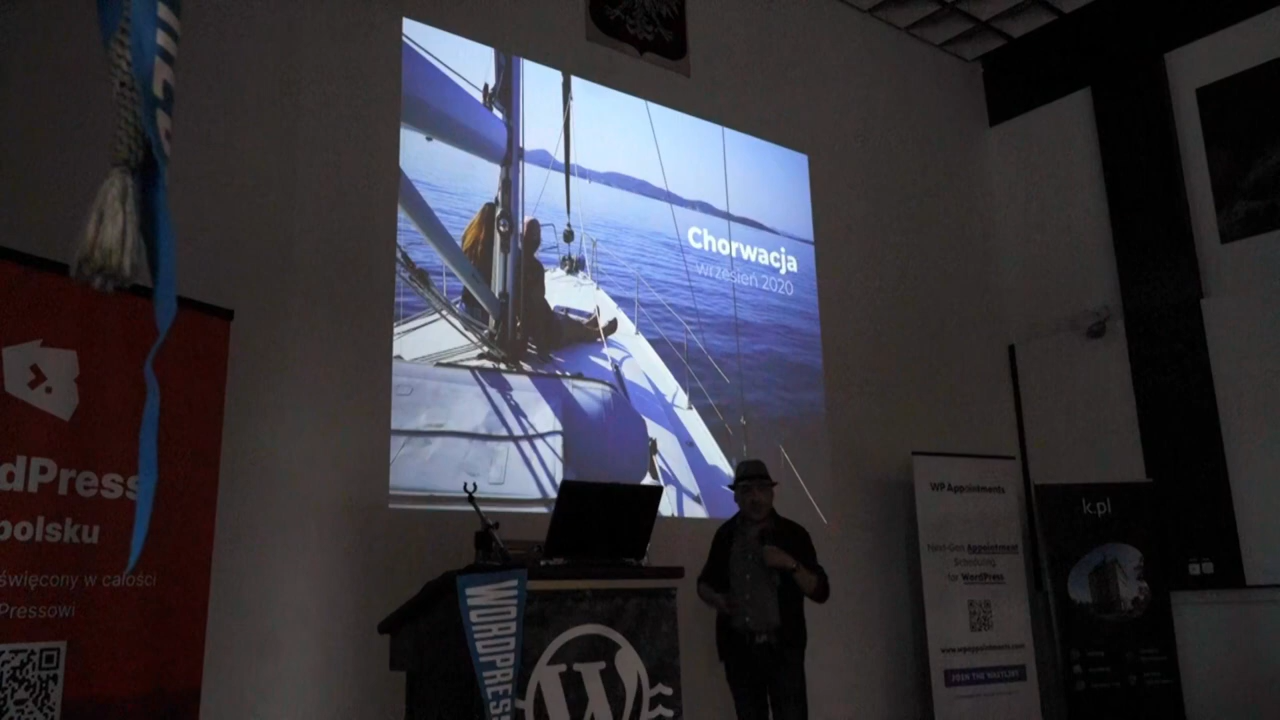 Chorwacja
wrzesień 2020
dPress
polsku
święcony w całości
Pressowi
WORDPRESS
W
WP Appointments
Next-Gen Appointment
Scheduling
for WordPress
www.wpappointments.com
JOIN THE WAITLIST
k.pl